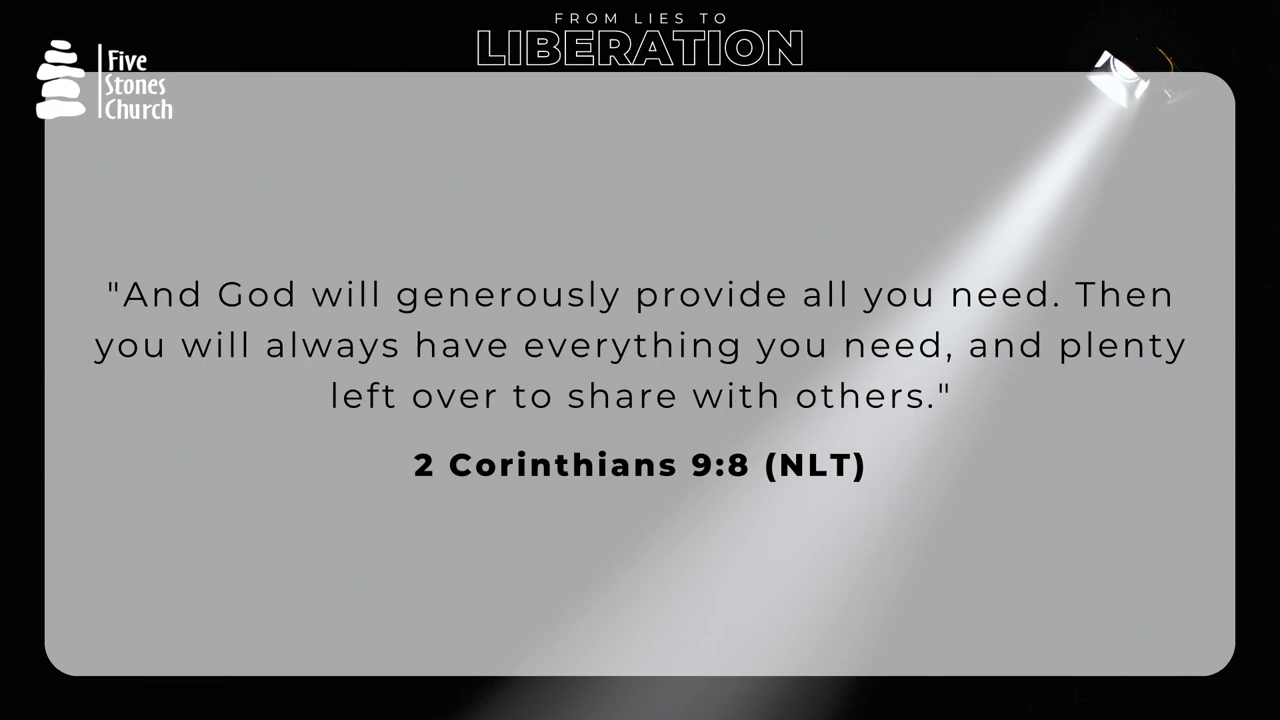 FROM LIES TO
LIBERATION
Five
Stones
Church
"And God will generously provide all you need. Then
you will always have everything you need, and plenty
left over to share with others."
2 Corinthians 9:8 (NLT)